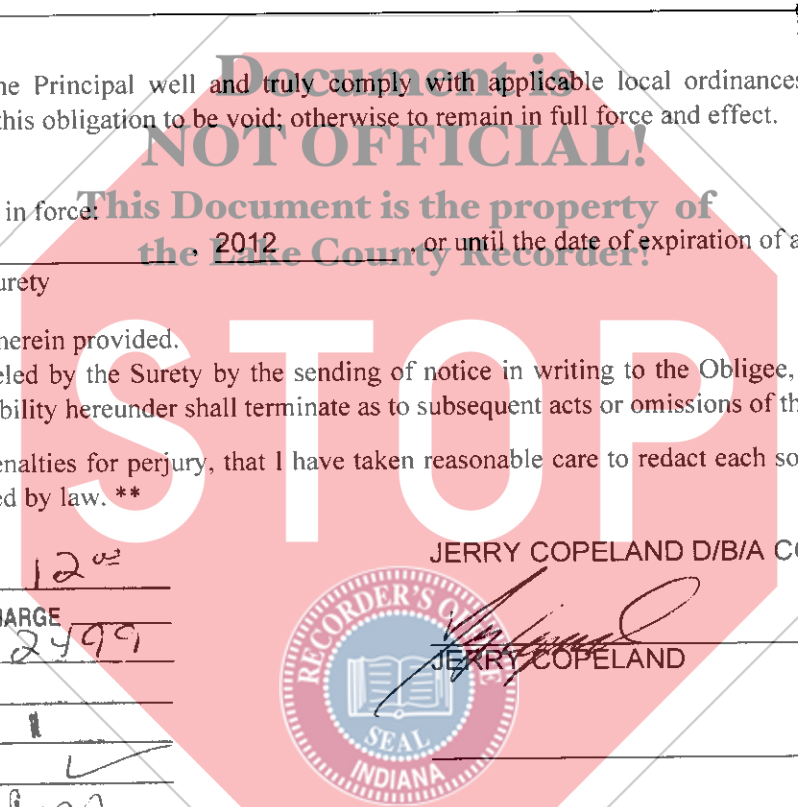 Document is
he Principal well and truly comply with applicable local ordinances
this obligation to be void; otherwise to remain in full force and effect.
NOT OFFICIAL!
in force:
This Document is the property of
, 2012 , or until the date of expiration of a
the Lake County Recorder!
urety
herein provided.
eled by the Surety by the sending of notice in writing to the Obligee,
bility hereunder shall terminate as to subsequent acts or omissions of th
STOP
enalties for perjury, that I have taken reasonable care to redact each so
ed by law. **
JERRY COPELAND D/B/A CO
12
HARGE
2499
JERRY COPELAND
RECORDER'S OFFICE
SEAL
INDIANA